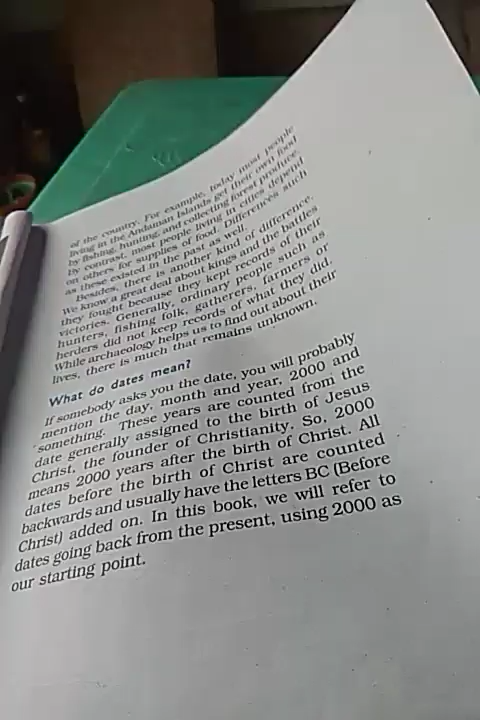 of the country. For example, today most people
living in the Andaman Islands get their own food
by fishing, hunting and collecting forest produce.
By contrast, most people living in cities depend
on others for supplies of food. Differences such
as these existed in the past as well.
Besides, there is another kind of difference.
We know a great deal about kings and the battles
they fought because they kept records of their
victories. Generally, ordinary people such as
hunters, fishing folk, gatherers, farmers or
herders did not keep records of what they did.
While archaeology helps us to find out about their
lives, there is much that remains unknown.
What do dates mean?
If somebody asks you the date, you will probably
mention the day, month and year, 2000 and
something. These years are counted from the
date generally assigned to the birth of Jesus
Christ, the founder of Christianity. So, 2000
means 2000 years after the birth of Christ. All
dates before the birth of Christ are counted
backwards and usually have the letters BC (Before
Christ) added on. In this book, we will refer to
dates going back from the present, using 2000 as
our starting point.